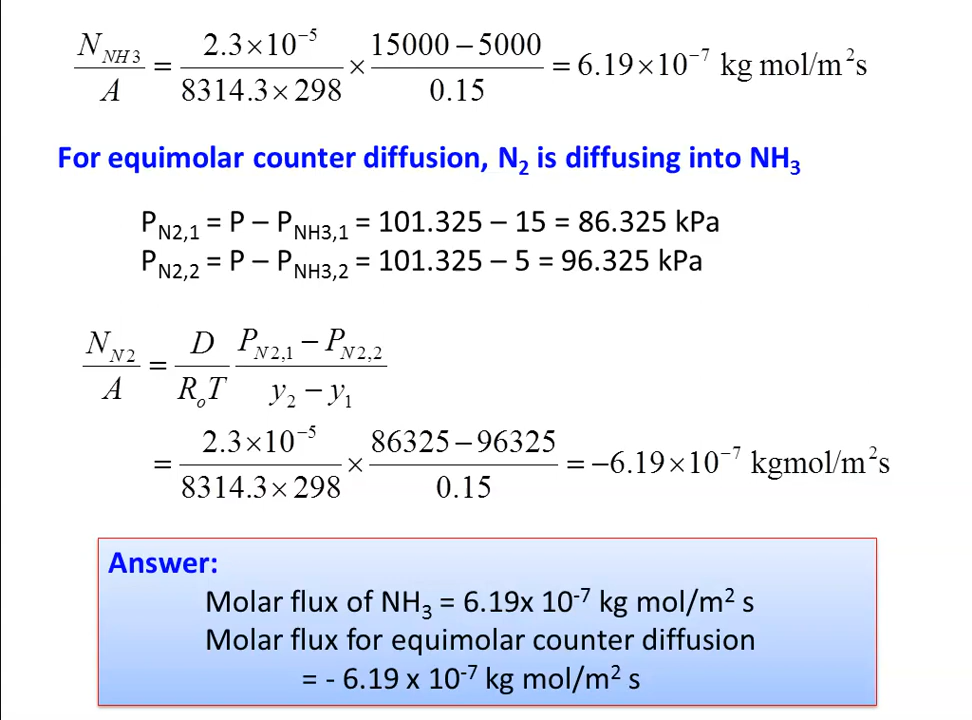 N_NH3 / A = 2.3×10⁻⁵ / 8314.3×298 × 15000−5000 / 0.15 = 6.19×10⁻⁷ kg mol/m²s
For equimolar counter diffusion, N₂ is diffusing into NH₃
P_N2,1 = P – P_NH3,1 = 101.325 – 15 = 86.325 kPa
P_N2,2 = P – P_NH3,2 = 101.325 – 5 = 96.325 kPa
N_N2 / A = D / R_oT P_N2,1 − P_N2,2 / y₂ − y₁
= 2.3×10⁻⁵ / 8314.3×298 × 86325−96325 / 0.15 = −6.19×10⁻⁷ kgmol/m²s
Answer:
Molar flux of NH₃ = 6.19x 10⁻⁷ kg mol/m² s
Molar flux for equimolar counter diffusion
= - 6.19 x 10⁻⁷ kg mol/m² s